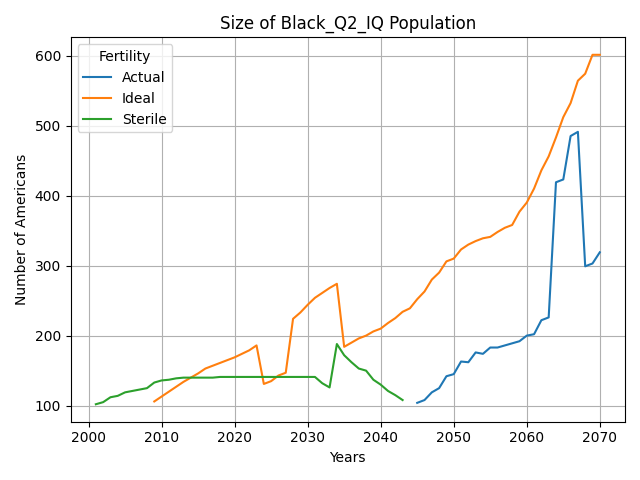 Size of Black_Q2_IQ Population
Fertility
Actual
Ideal
Sterile
Number of Americans
600
500
400
300
200
100
2000 2010 2020 2030 2040 2050 2060 2070
Years